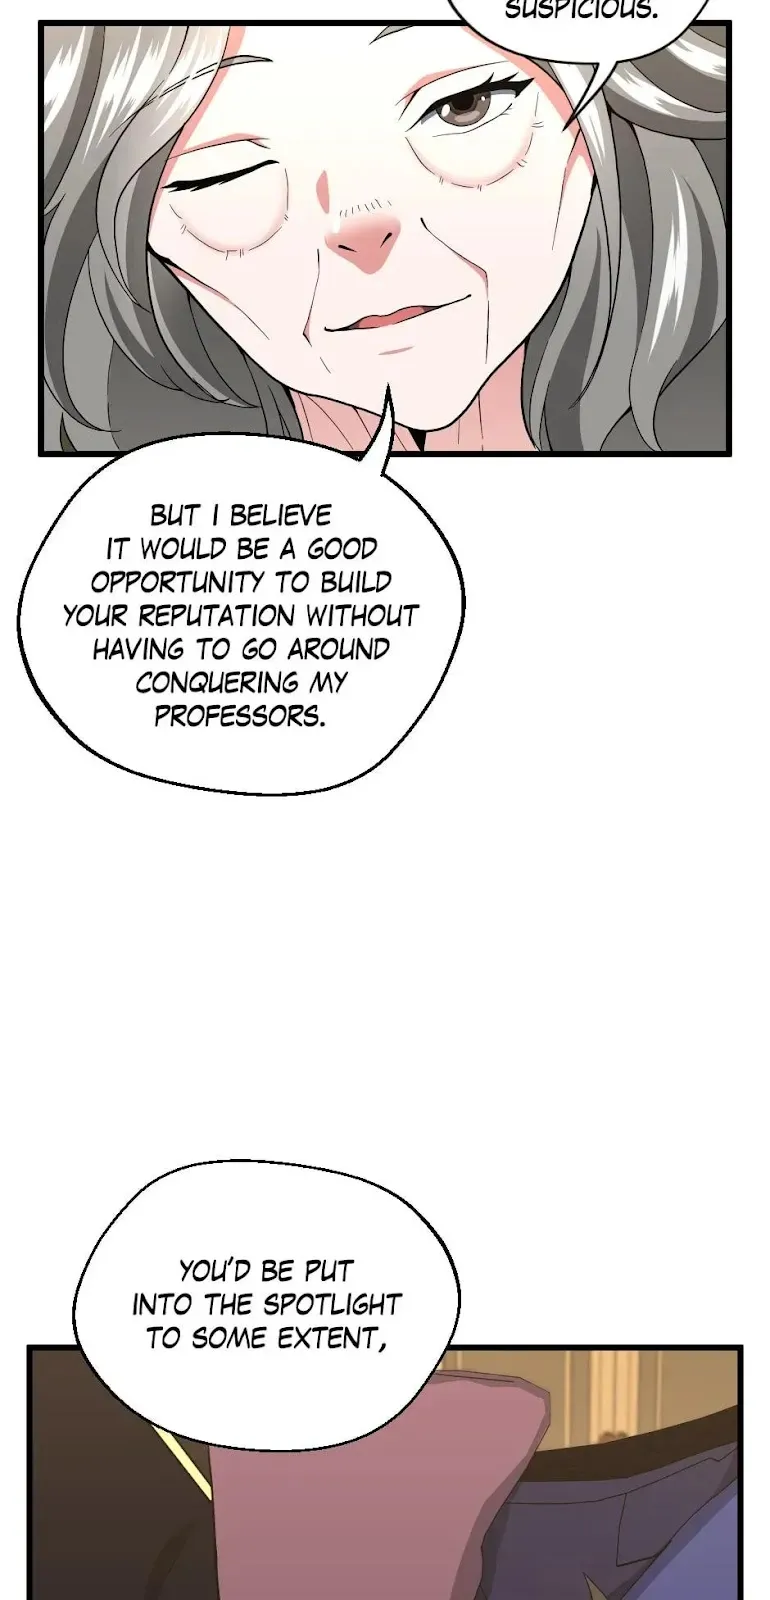 SUSPICIOUS.
BUT I BELIEVE
IT WOULD BE A GOOD
OPPORTUNITY TO BUILD
YOUR REPUTATION WITHOUT
HAVING TO GO AROUND
CONQUERING MY
PROFESSORS.
YOU'D BE PUT
INTO THE SPOTLIGHT
TO SOME EXTENT,